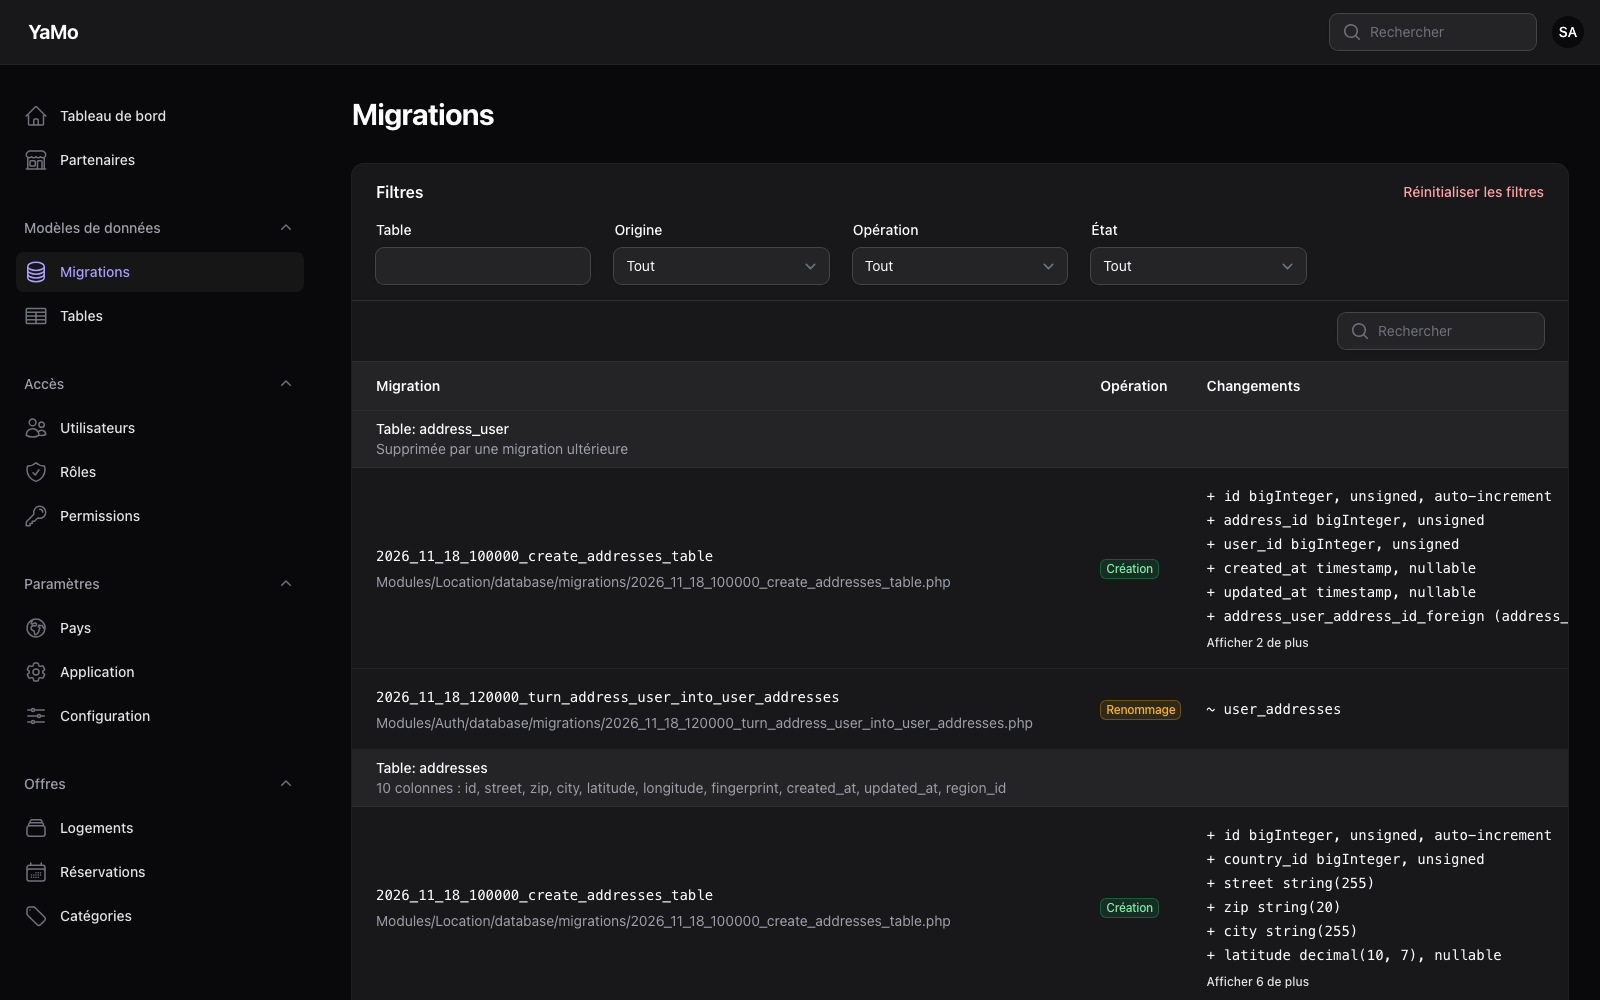 YaMo
Rechercher
SA
Tableau de bord
Partenaires
Modèles de données
Migrations
Tables
Accès
Utilisateurs
Rôles
Permissions
Paramètres
Pays
Application
Configuration
Offres
Logements
Réservations
Catégories
Migrations
Filtres
Réinitialiser les filtres
Table
Origine
Opération
État
Tout
Tout
Tout
Rechercher
Migration
Opération
Changements
Table: address_user
Supprimée par une migration ultérieure
2026_11_18_100000_create_addresses_table
Modules/Location/database/migrations/2026_11_18_100000_create_addresses_table.php
Création
+ id bigInteger, unsigned, auto-increment
+ address_id bigInteger, unsigned
+ user_id bigInteger, unsigned
+ created_at timestamp, nullable
+ updated_at timestamp, nullable
+ address_user_address_id_foreign (address_
Afficher 2 de plus
2026_11_18_120000_turn_address_user_into_user_addresses
Modules/Auth/database/migrations/2026_11_18_120000_turn_address_user_into_user_addresses.php
Renommage
~ user_addresses
Table: addresses
10 colonnes : id, street, zip, city, latitude, longitude, fingerprint, created_at, updated_at, region_id
2026_11_18_100000_create_addresses_table
Modules/Location/database/migrations/2026_11_18_100000_create_addresses_table.php
Création
+ id bigInteger, unsigned, auto-increment
+ country_id bigInteger, unsigned
+ street string(255)
+ zip string(20)
+ city string(255)
+ latitude decimal(10, 7), nullable
Afficher 6 de plus